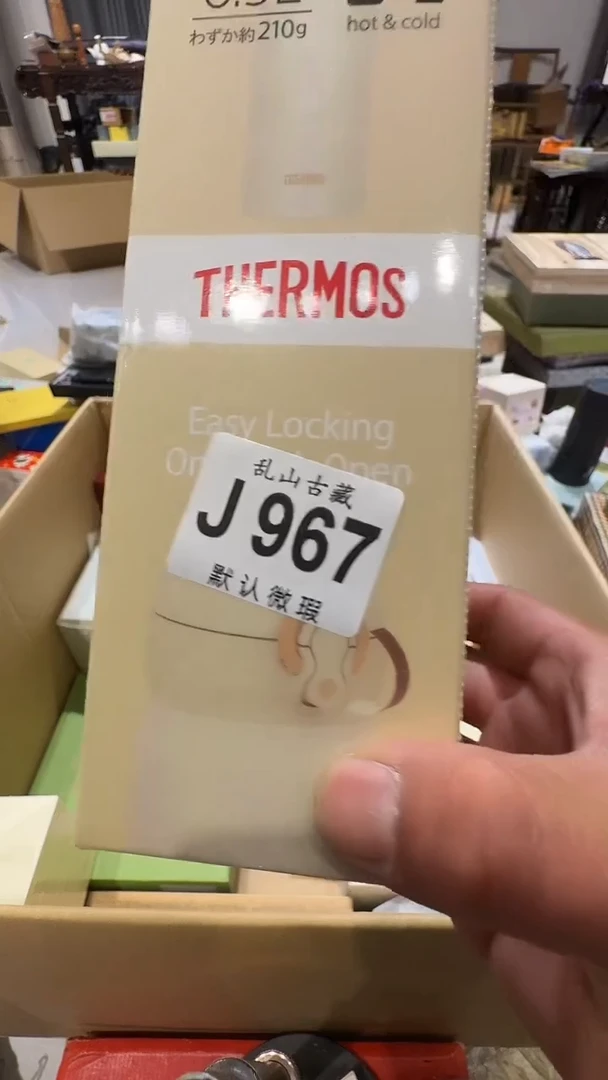 わずか約210g
hot & cold
THERMOS
Easy Locking
Open
乱山古藏
J 967
默认微瑕